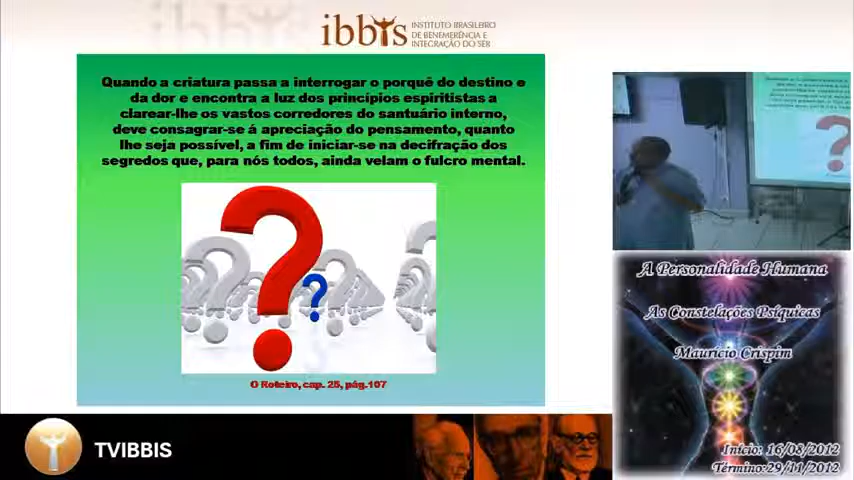 ibbis
INSTITUTO BRASILEIRO
DE BENEMERÊNCIA E
INTEGRAÇÃO DO SER
Quando a criatura passa a interrogar o porquê do destino e
da dor e encontra a luz dos princípios espiritistas a
clarear-lhe os vastos corredores do santuário interno,
deve consagrar-se á apreciação do pensamento, quanto
lhe seja possível, a fim de iniciar-se na decifração dos
segredos que, para nós todos, ainda velam o fulcro mental.
O Roteiro, cap. 25, pág.107
A Personalidade Humana
As Constelações Psíquicas
Maurício Crispim
Início: 16/08/2012
Término:29/11/2012
TVIBBIS